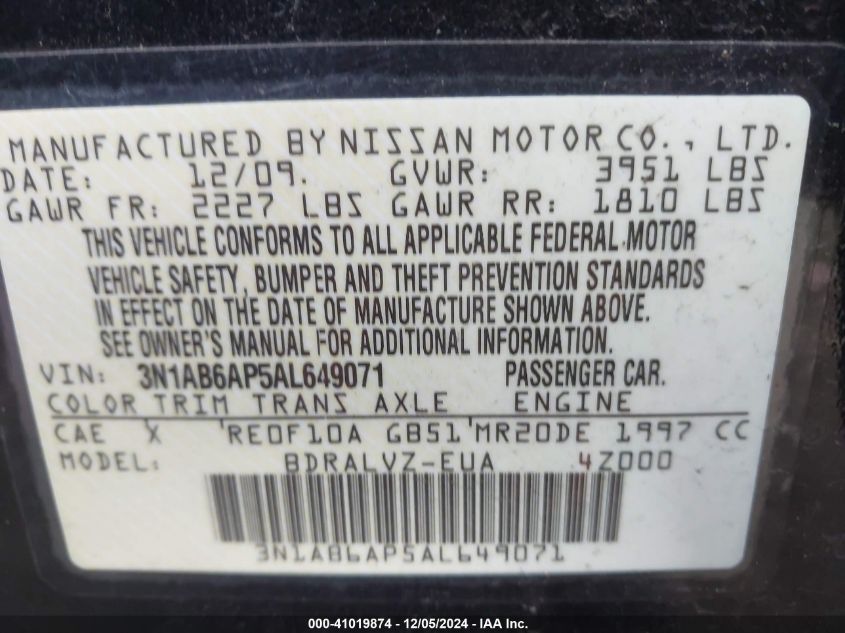 MANUFACTURED BY NISSAN MOTOR CO., LTD.
DATE: 12/09. GVWR: 3951 LBS
GAWR FR: 2227 LBS GAWR RR: 1810 LBS
THIS VEHICLE CONFORMS TO ALL APPLICABLE FEDERAL MOTOR
VEHICLE SAFETY, BUMPER AND THEFT PREVENTION STANDARDS
IN EFFECT ON THE DATE OF MANUFACTURE SHOWN ABOVE.
SEE OWNER'S MANUAL FOR ADDITIONAL INFORMATION.
VIN: 3N1AB6AP5AL649071 PASSENGER CAR.
COLOR TRIM TRANS AXLE ENGINE
CAE X 'RE0F10A GB51'MR20DE 1997 CC
MODEL: BDRALVZ-EUA 4Z000
3N1AB6AP5AL649071
000-41019874 - 12/05/2024 - IAA Inc.